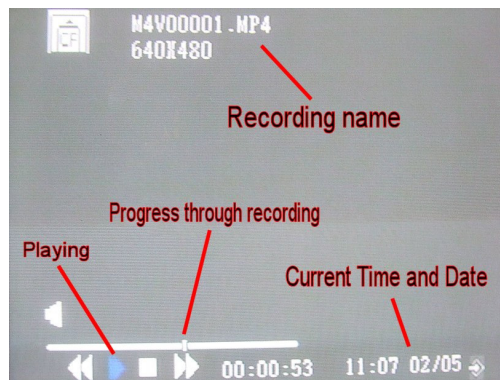 CF
M4V00001.MP4
640X480
Recording name
Progress through recording
Playing
Current Time and Date
00:00:53
11:07 02/05